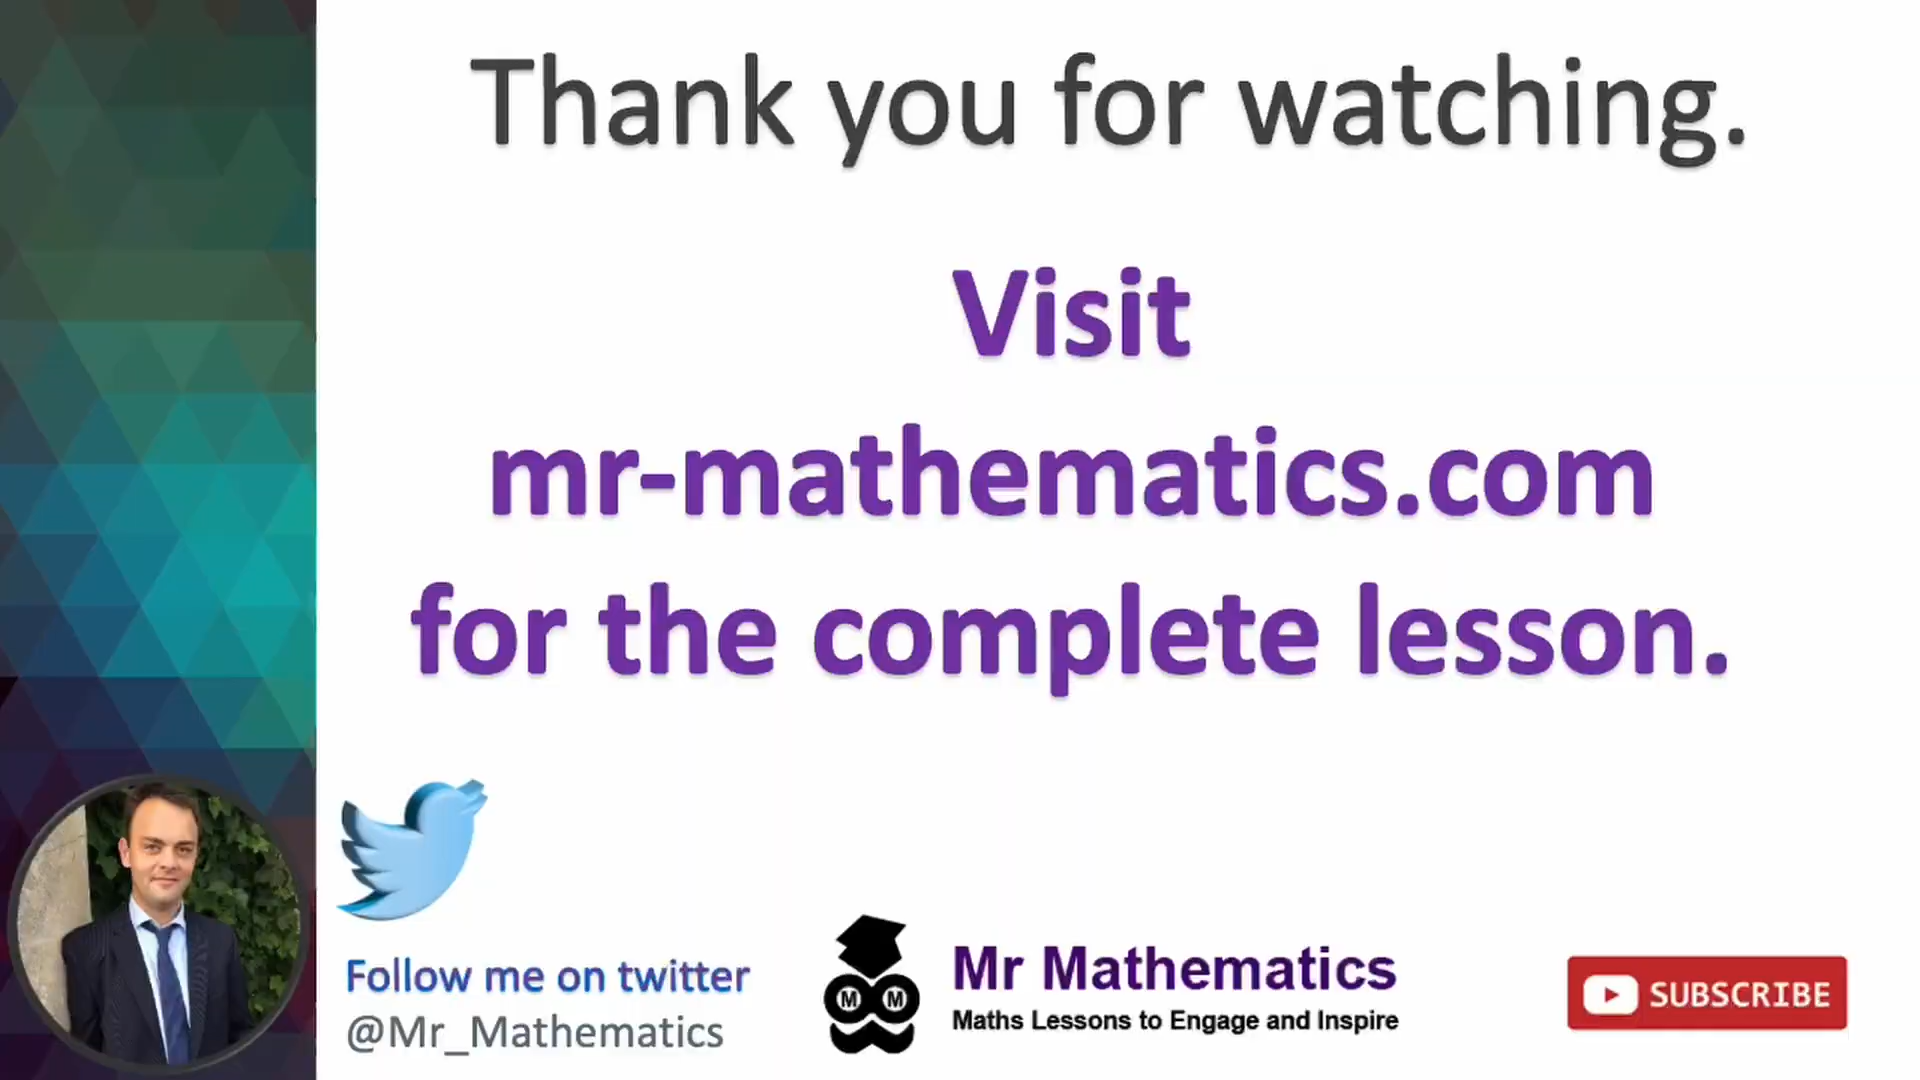 Thank you for watching.
Visit
mr-mathematics.com
for the complete lesson.
Follow me on twitter
@Mr_Mathematics
M M
Mr Mathematics
Maths Lessons to Engage and Inspire
SUBSCRIBE